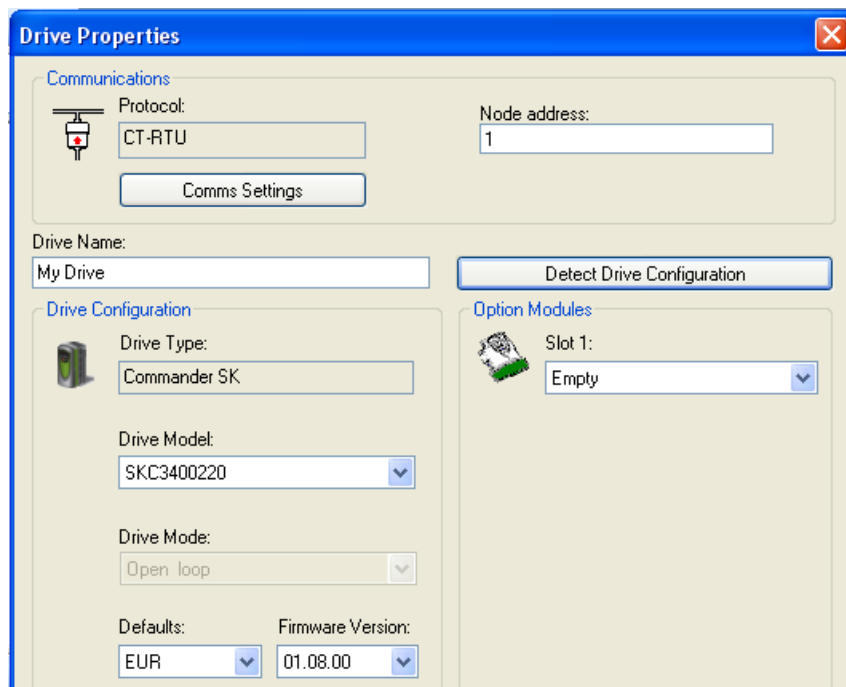 Drive Properties
Communications
Protocol:
CT-RTU
Node address:
1
Comms Settings
Drive Name:
My Drive
Detect Drive Configuration
Drive Configuration
Drive Type:
Commander SK
Drive Model:
SKC3400220
Drive Mode:
Open loop
Defaults:
EUR
Firmware Version:
01.08.00
Option Modules
Slot 1:
Empty